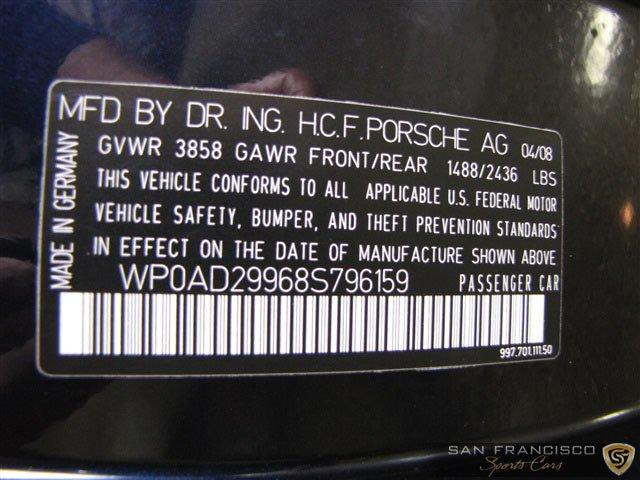 MFD BY DR. ING. H.C.F.PORSCHE AG 04/08
GVWR 3858 GAWR FRONT/REAR 1488/2436 LBS
THIS VEHICLE CONFORMS TO ALL APPLICABLE U.S. FEDERAL MOTOR
VEHICLE SAFETY, BUMPER, AND THEFT PREVENTION STANDARDS
IN EFFECT ON THE DATE OF MANUFACTURE SHOWN ABOVE
WP0AD29968S796159 PASSENGER CAR
MADE IN GERMANY
997.701.111.50
SAN FRANCISCO
Sports Cars